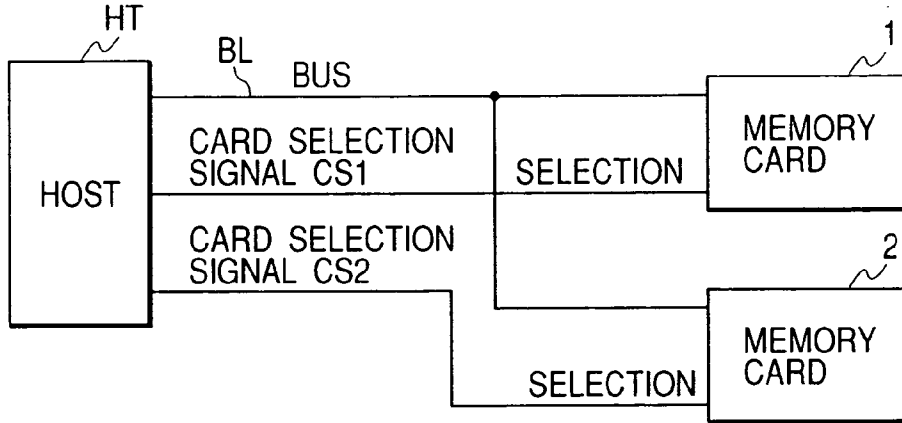 HT
BL
BUS
1
MEMORY
CARD
CARD SELECTION
SIGNAL CS1
SELECTION
HOST
CARD SELECTION
SIGNAL CS2
2
MEMORY
CARD
SELECTION